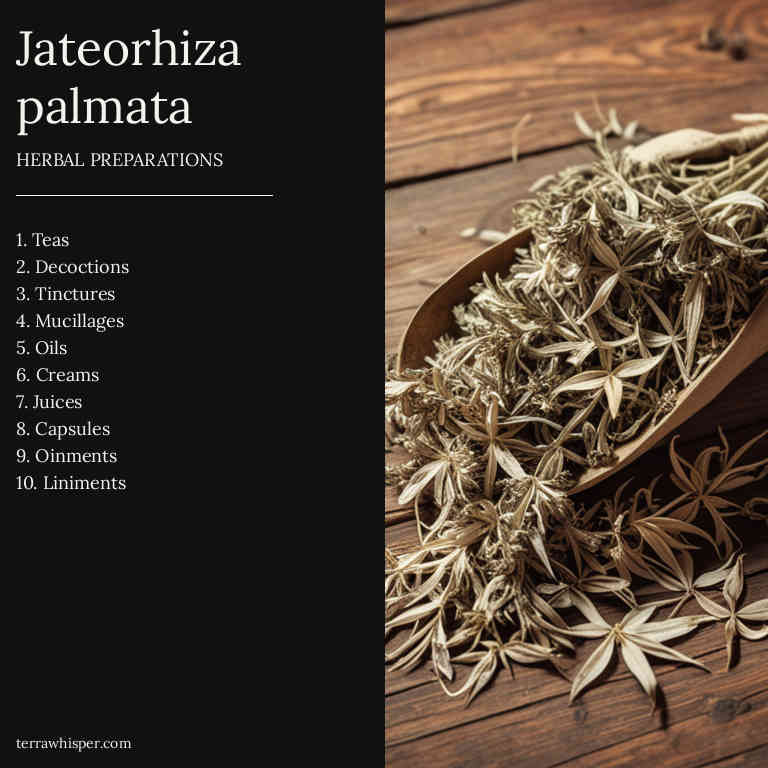 Jateorhiza
palmata
HERBAL PREPARATIONS
1. Teas
2. Decoctions
3. Tinctures
4. Mucillages
5. Oils
6. Creams
7. Juices
8. Capsules
9. Oinments
10. Liniments
terrawhisper.com